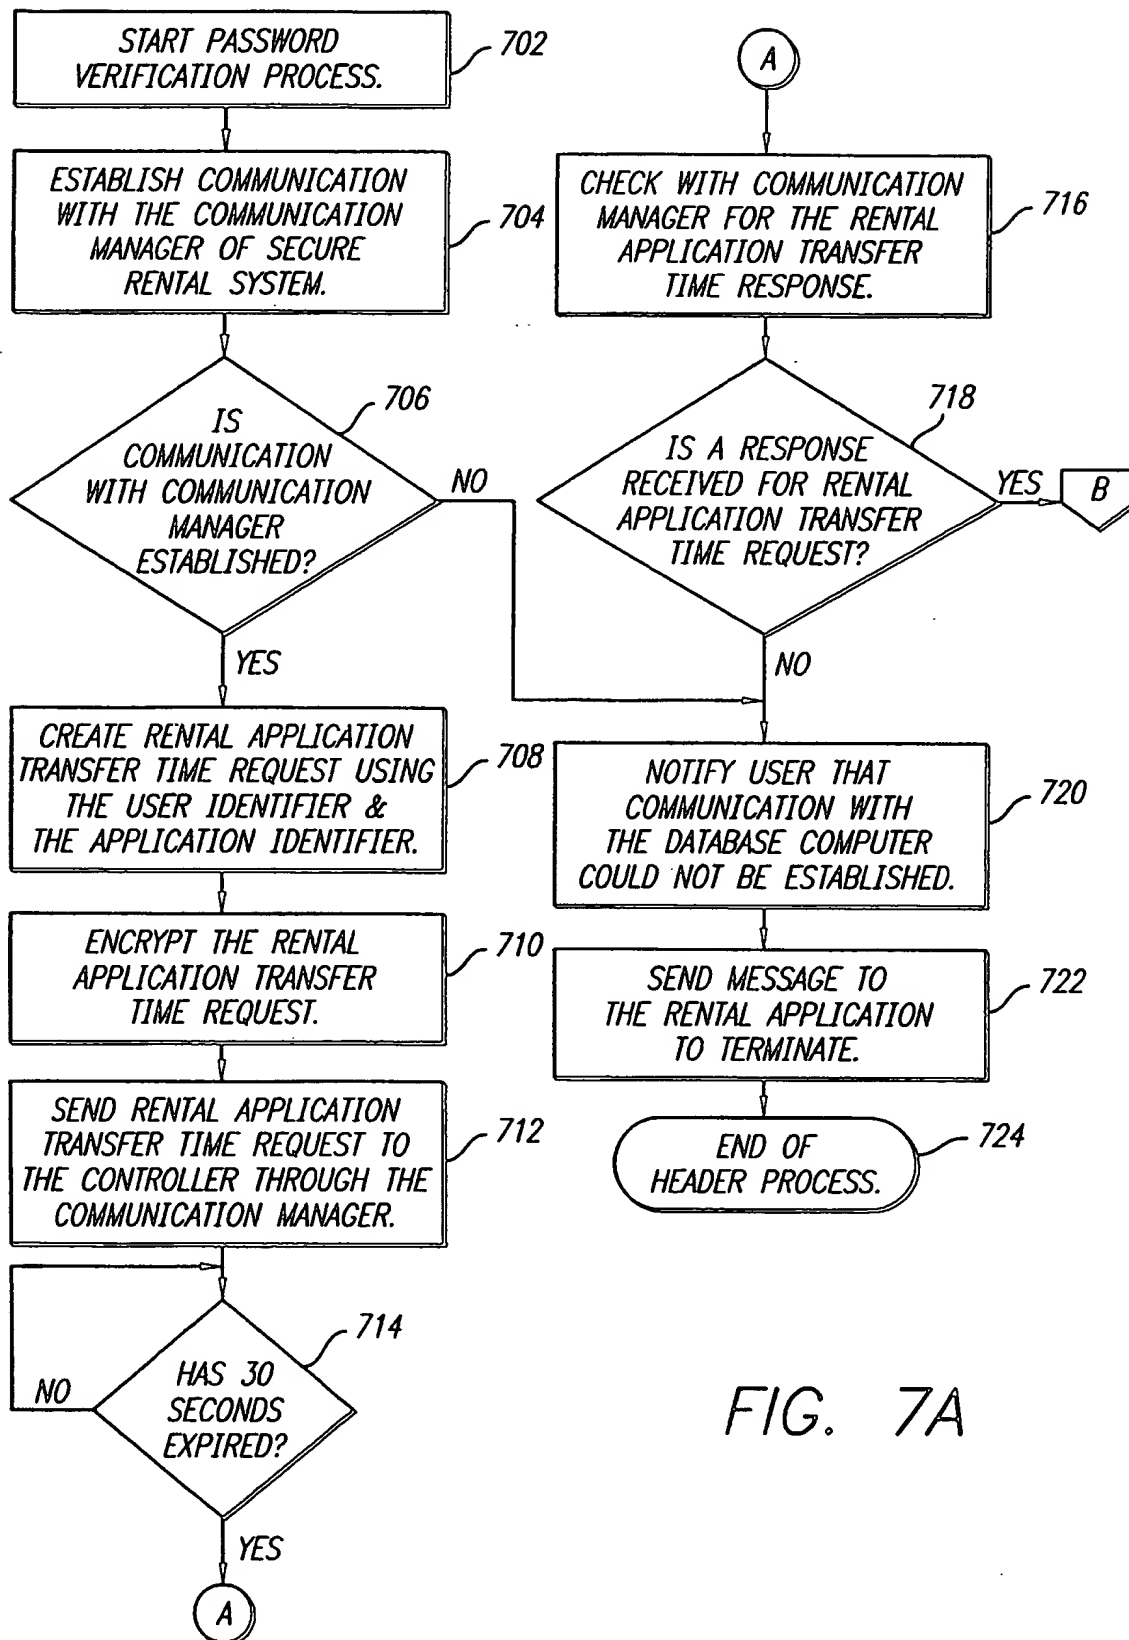 START PASSWORD
VERIFICATION PROCESS.
702
ESTABLISH COMMUNICATION
WITH THE COMMUNICATION
MANAGER OF SECURE
RENTAL SYSTEM.
704
IS
COMMUNICATION
WITH COMMUNICATION
MANAGER
ESTABLISHED?
706
NO
YES
CREATE RENTAL APPLICATION
TRANSFER TIME REQUEST USING
THE USER IDENTIFIER &
THE APPLICATION IDENTIFIER.
708
ENCRYPT THE RENTAL
APPLICATION TRANSFER
TIME REQUEST.
710
SEND RENTAL APPLICATION
TRANSFER TIME REQUEST TO
THE CONTROLLER THROUGH THE
COMMUNICATION MANAGER.
712
HAS 30
SECONDS
EXPIRED?
714
NO
YES
A
A
CHECK WITH COMMUNICATION
MANAGER FOR THE RENTAL
APPLICATION TRANSFER
TIME RESPONSE.
716
IS A RESPONSE
RECEIVED FOR RENTAL
APPLICATION TRANSFER
TIME REQUEST?
718
YES
B
NO
NOTIFY USER THAT
COMMUNICATION WITH
THE DATABASE COMPUTER
COULD NOT BE ESTABLISHED.
720
SEND MESSAGE TO
THE RENTAL APPLICATION
TO TERMINATE.
722
END OF
HEADER PROCESS.
724
FIG. 7A